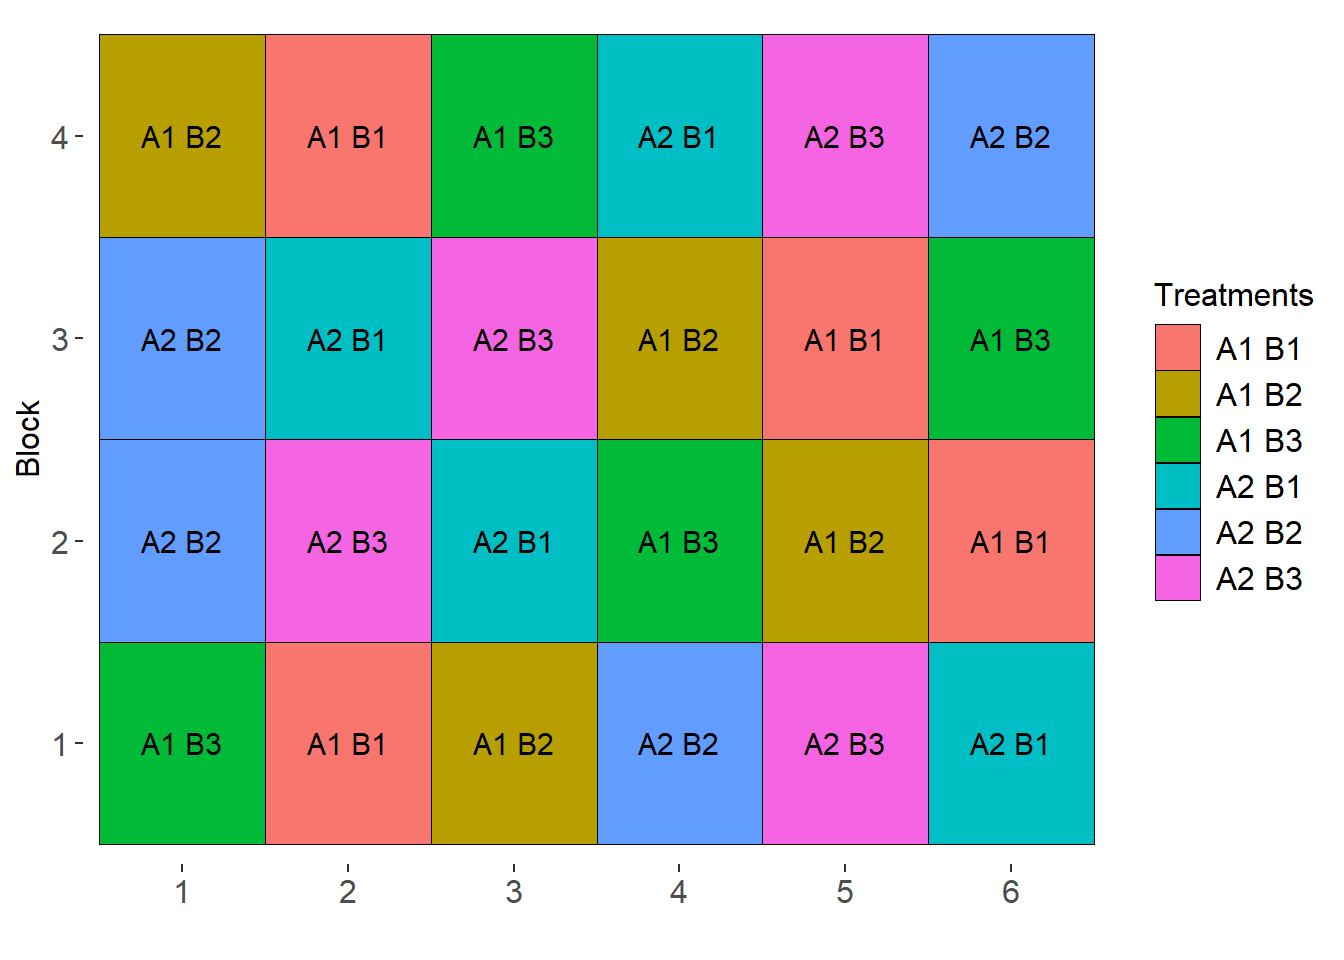 4
A1 B2 A1 B1 A1 B3 A2 B1 A2 B3 A2 B2
3
A2 B2 A2 B1 A2 B3 A1 B2 A1 B1 A1 B3
Block
2
A2 B2 A2 B3 A2 B1 A1 B3 A1 B2 A1 B1
1
A1 B3 A1 B1 A1 B2 A2 B2 A2 B3 A2 B1
1 2 3 4 5 6
Treatments
A1 B1
A1 B2
A1 B3
A2 B1
A2 B2
A2 B3